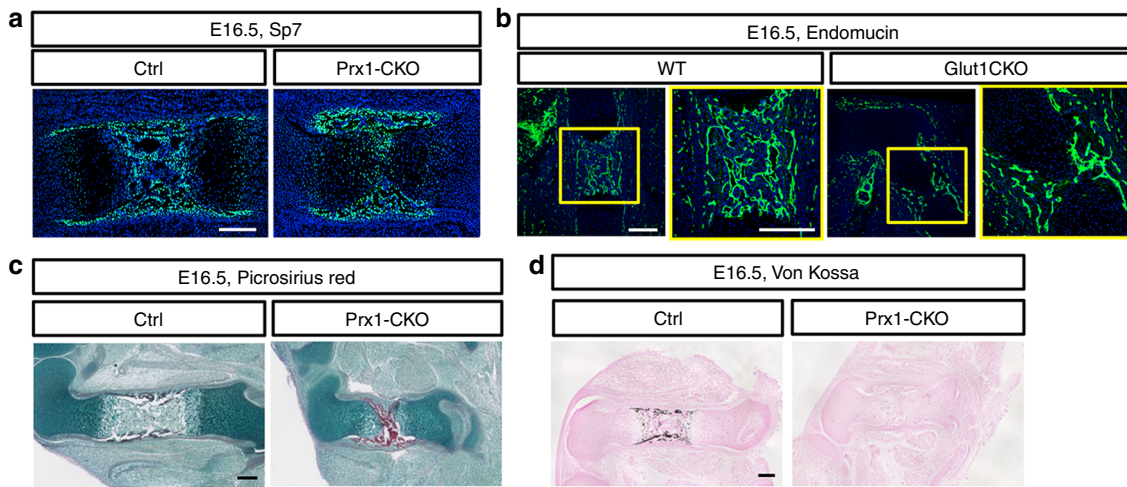 a
E16.5, Sp7
Ctrl
Prx1-CKO
b
E16.5, Endomucin
WT
Glut1CKO
c
E16.5, Picrosirius red
Ctrl
Prx1-CKO
d
E16.5, Von Kossa
Ctrl
Prx1-CKO